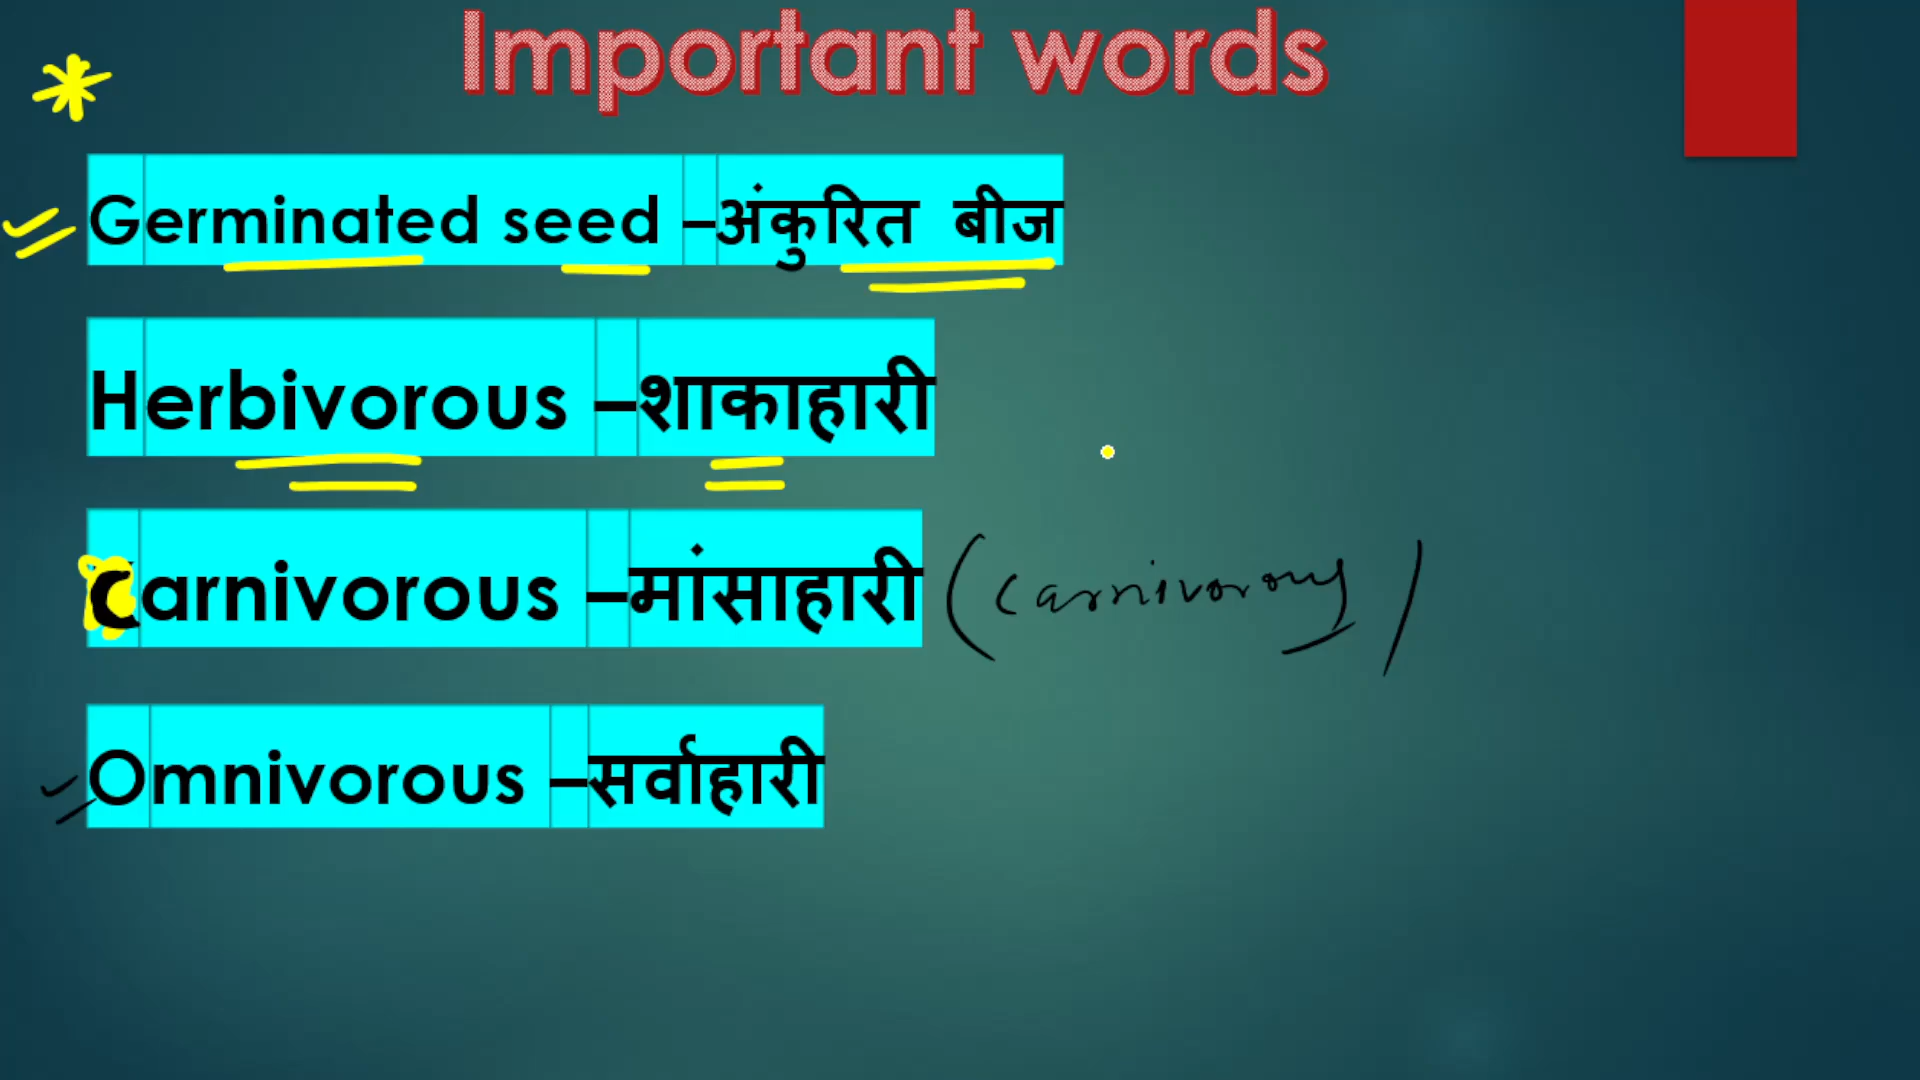 Important words
Germinated seed –अंकुरित बीज
Herbivorous –शाकाहारी
Carnivorous –मांसाहारी (Carnivorous)
Omnivorous –सर्वाहारी